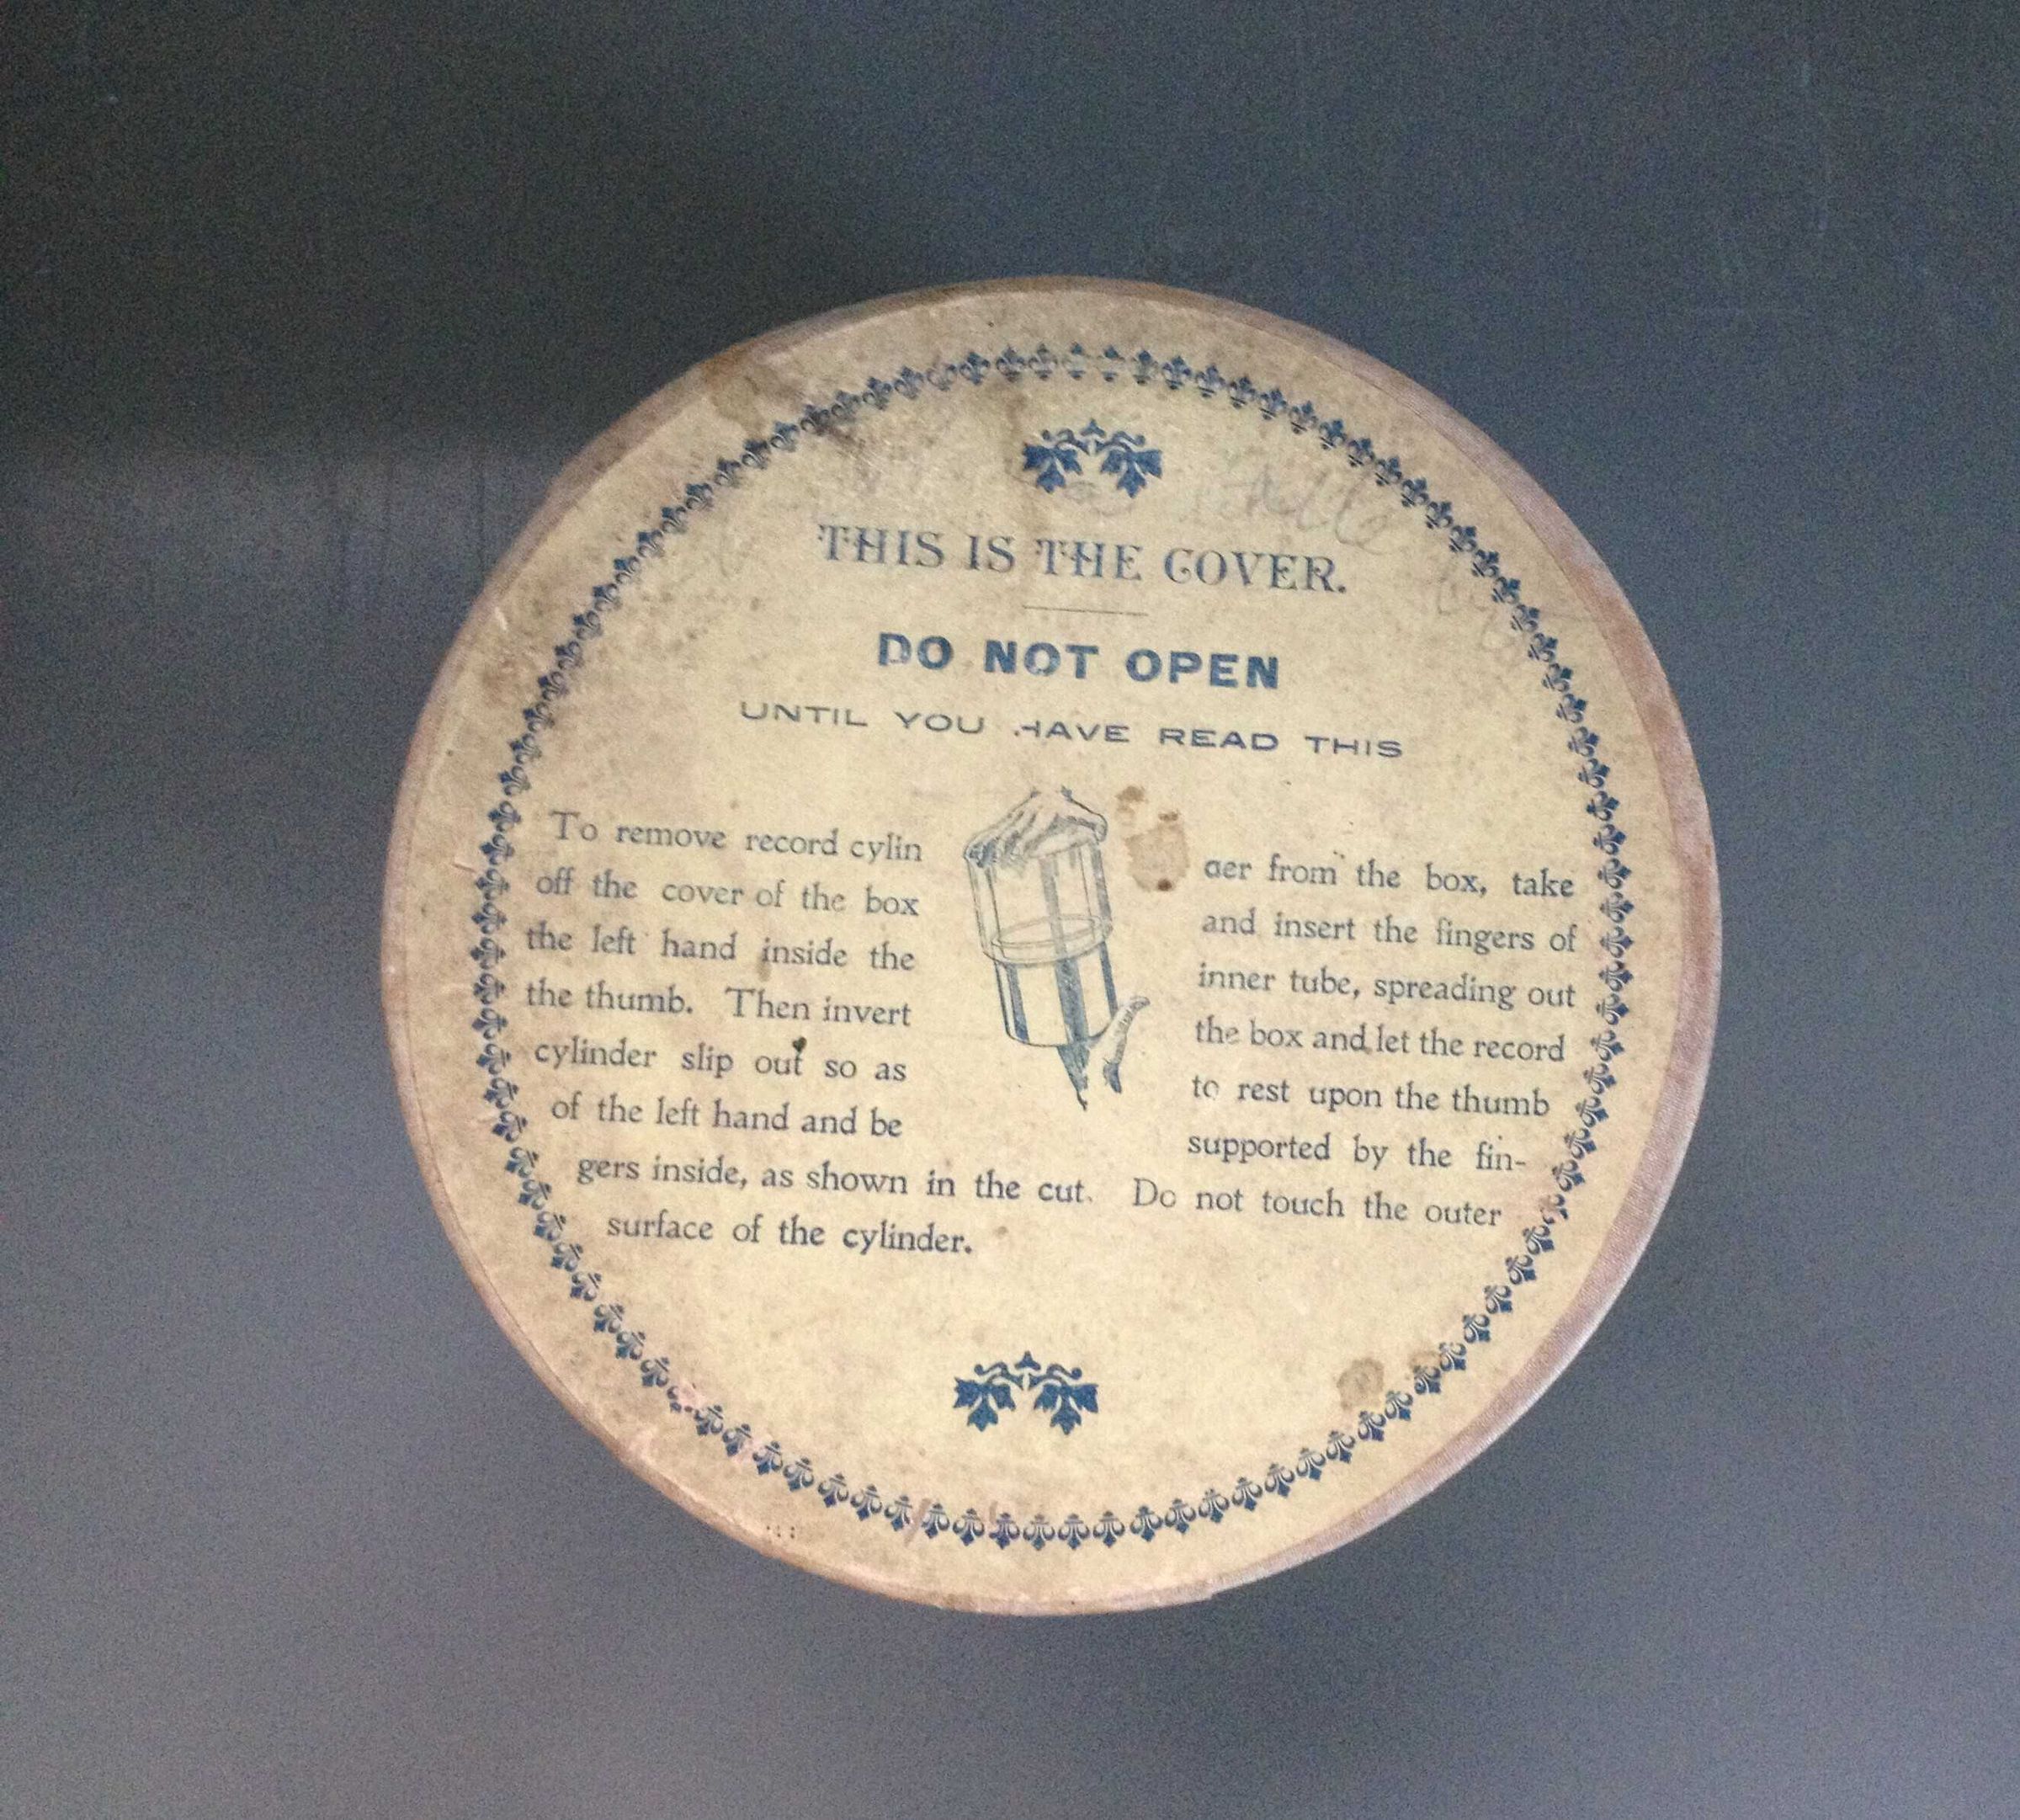 THIS IS THE COVER.
DO NOT OPEN
UNTIL YOU HAVE READ THIS
To remove record cylin der from the box, take
off the cover of the box and insert the fingers of
the left hand inside the inner tube, spreading out
the thumb. Then invert the box and let the record
cylinder slip out so as to rest upon the thumb
of the left hand and be supported by the fin-
gers inside, as shown in the cut. Do not touch the outer
surface of the cylinder.